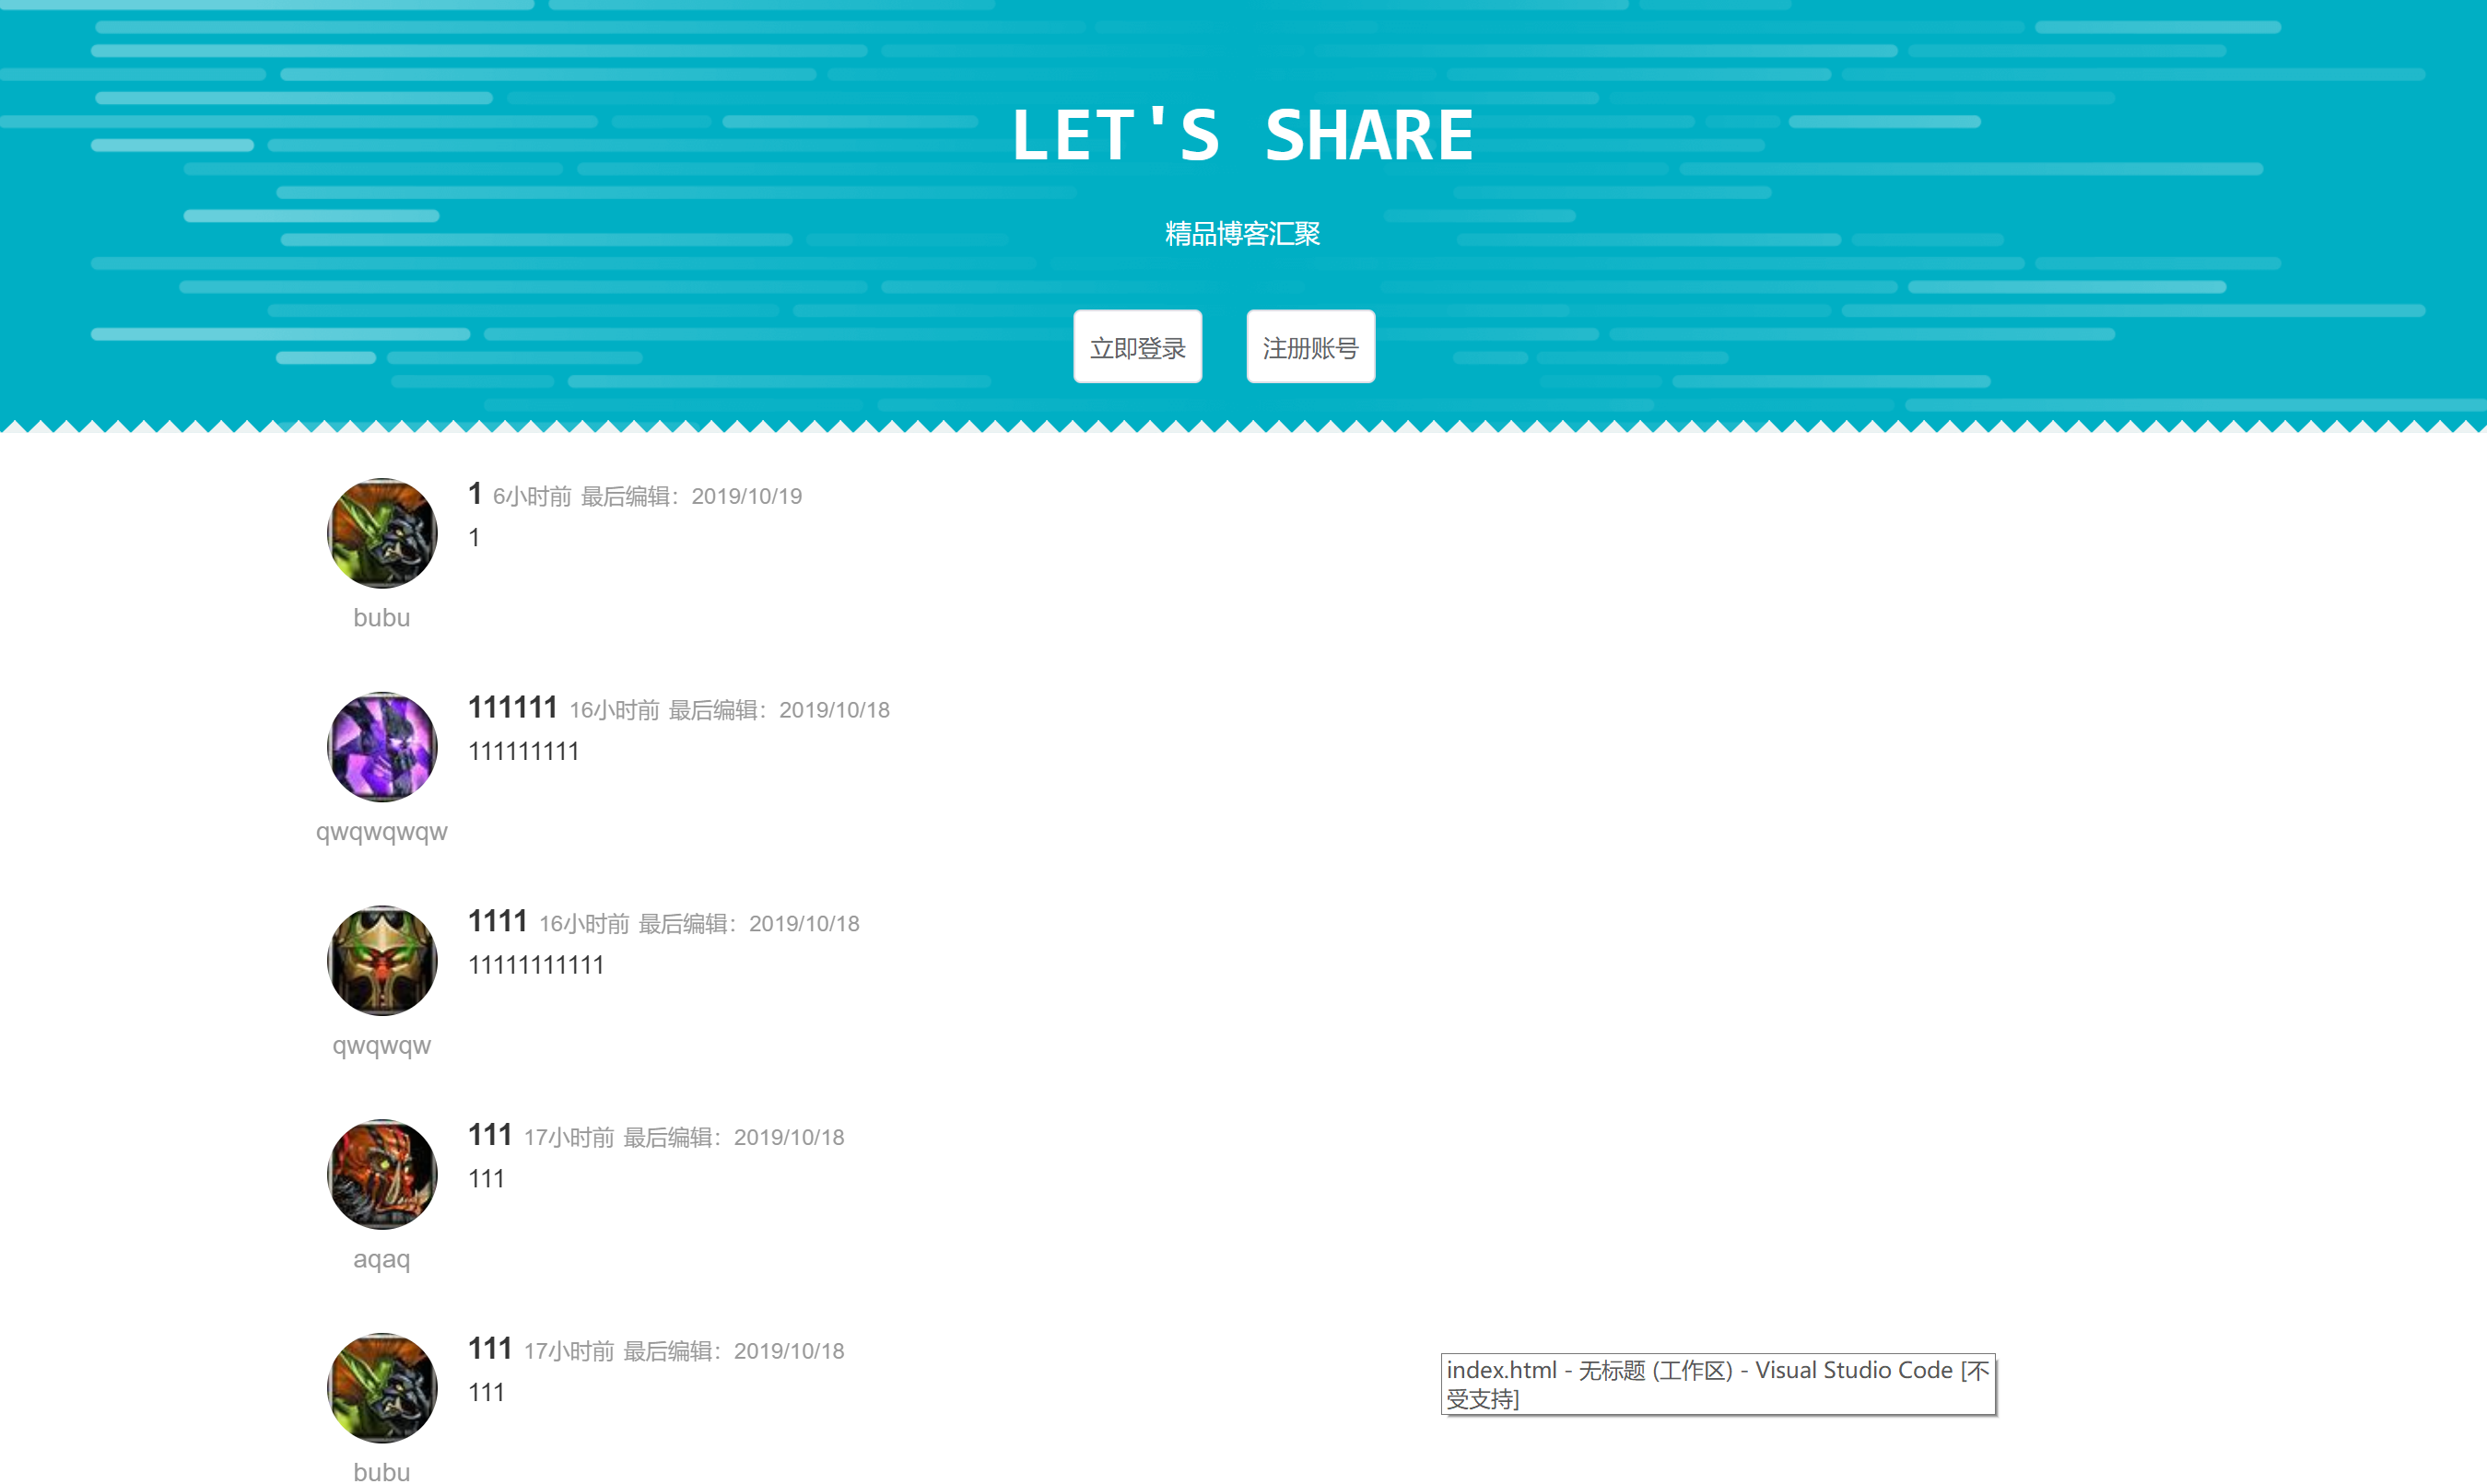 LET'S SHARE
精品博客汇聚
立即登录
注册账号
1 6小时前 最后编辑：2019/10/19
1
bubu
111111 16小时前 最后编辑：2019/10/18
111111111
qwqwqwqw
1111 16小时前 最后编辑：2019/10/18
11111111111
qwqwqw
111 17小时前 最后编辑：2019/10/18
111
aqaq
111 17小时前 最后编辑：2019/10/18
111
bubu
index.html - 无标题 (工作区) - Visual Studio Code [不
受支持]